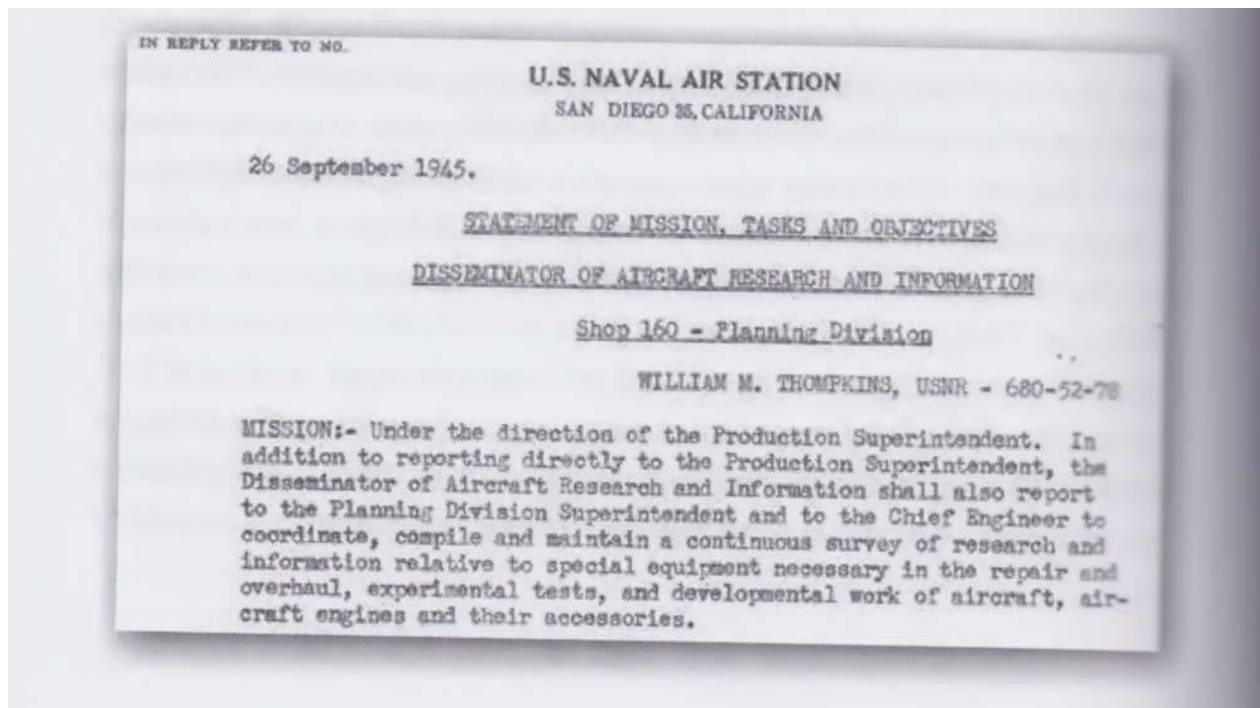 IN REPLY REFER TO NO.
U.S. NAVAL AIR STATION
SAN DIEGO 35, CALIFORNIA
26 September 1945.
STATEMENT OF MISSION, TASKS AND OBJECTIVES
DISSEMINATOR OF AIRCRAFT RESEARCH AND INFORMATION
Shop 160 - Planning Division
WILLIAM M. THOMPKINS, USNR - 680-52-78
MISSION:- Under the direction of the Production Superintendent. In
addition to reporting directly to the Production Superintendent, the
Disseminator of Aircraft Research and Information shall also report
to the Planning Division Superintendent and to the Chief Engineer to
coordinate, compile and maintain a continuous survey of research and
information relative to special equipment necessary in the repair and
overhaul, experimental tests, and developmental work of aircraft, air-
craft engines and their accessories.